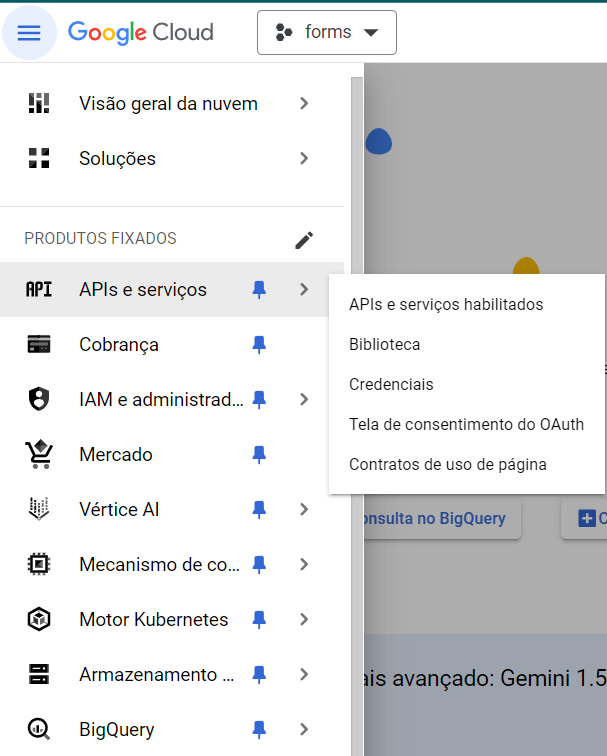 Google Cloud
forms
Visão geral da nuvem
Soluções
PRODUTOS FIXADOS
API APIs e serviços
APIs e serviços habilitados
Biblioteca
Credenciais
Tela de consentimento do OAuth
Contratos de uso de página
Cobrança
IAM e administrad...
Mercado
Vértice AI
onsulta no BigQuery
C
Mecanismo de co...
Motor Kubernetes
Armazenamento ...
ais avançado: Gemini 1.5
BigQuery